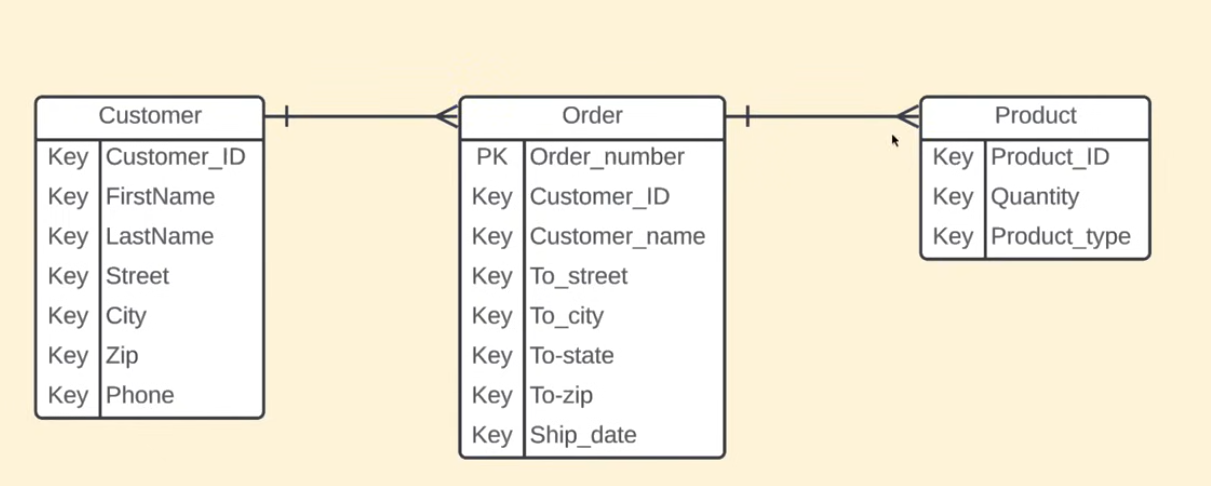 Customer
Key Customer_ID
Key FirstName
Key LastName
Key Street
Key City
Key Zip
Key Phone
Order
PK Order_number
Key Customer_ID
Key Customer_name
Key To_street
Key To_city
Key To-state
Key To-zip
Key Ship_date
Product
Key Product_ID
Key Quantity
Key Product_type